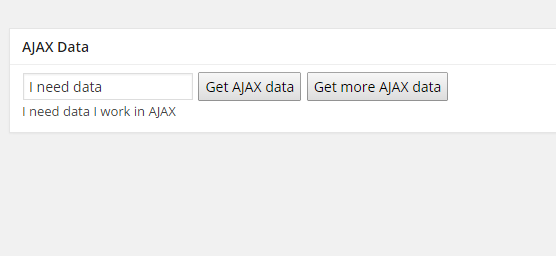 AJAX Data
I need data Get AJAX data Get more AJAX data
I need data I work in AJAX